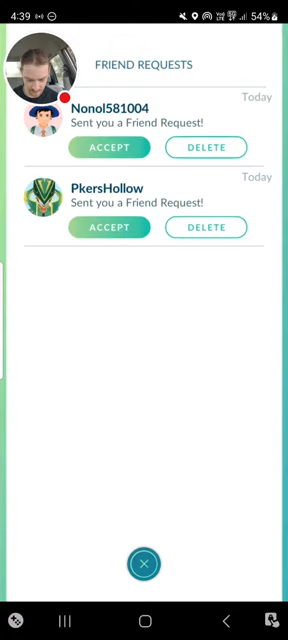 4:39
54%
FRIEND REQUESTS
Today
Nonol581004
Sent you a Friend Request!
ACCEPT
DELETE
Today
PkersHollow
Sent you a Friend Request!
ACCEPT
DELETE